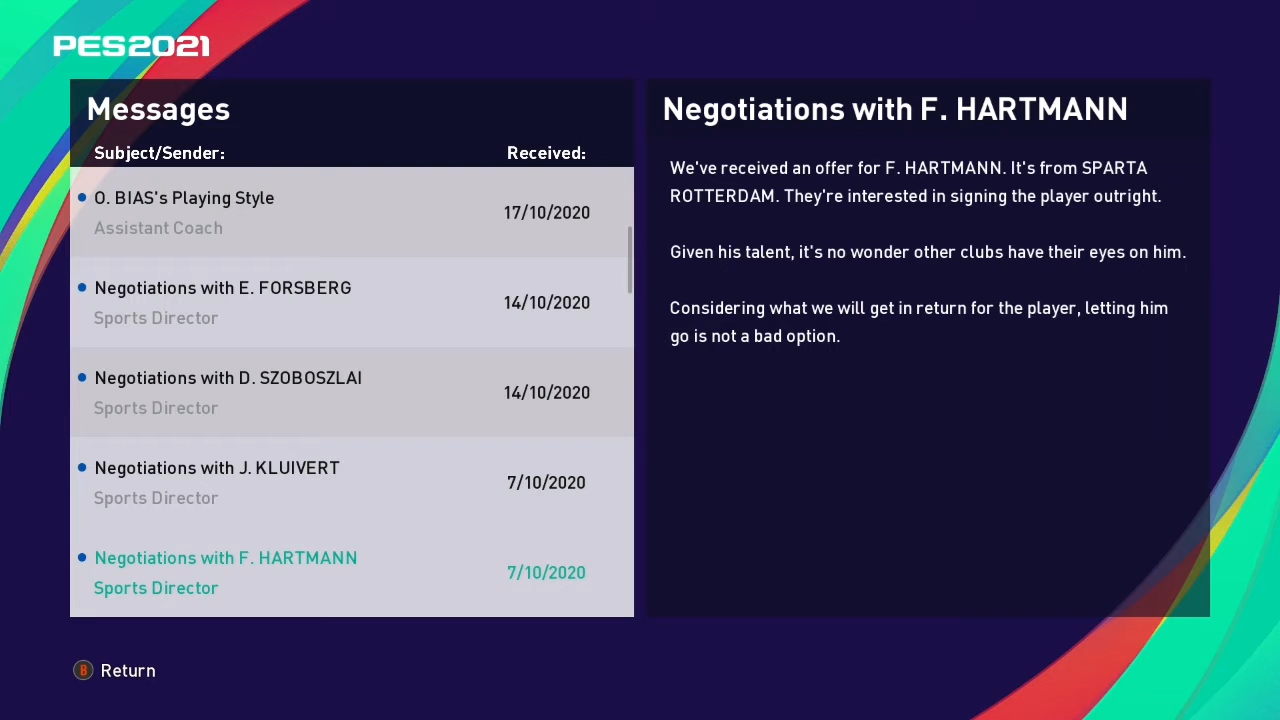 PES2021
Messages
Subject/Sender:
Received:
O. BIAS's Playing Style
Assistant Coach
17/10/2020
Negotiations with E. FORSBERG
Sports Director
14/10/2020
Negotiations with D. SZOBOSZLAI
Sports Director
14/10/2020
Negotiations with J. KLUIVERT
Sports Director
7/10/2020
Negotiations with F. HARTMANN
Sports Director
7/10/2020
Negotiations with F. HARTMANN
We've received an offer for F. HARTMANN. It's from SPARTA
ROTTERDAM. They're interested in signing the player outright.
Given his talent, it's no wonder other clubs have their eyes on him.
Considering what we will get in return for the player, letting him
go is not a bad option.
B Return